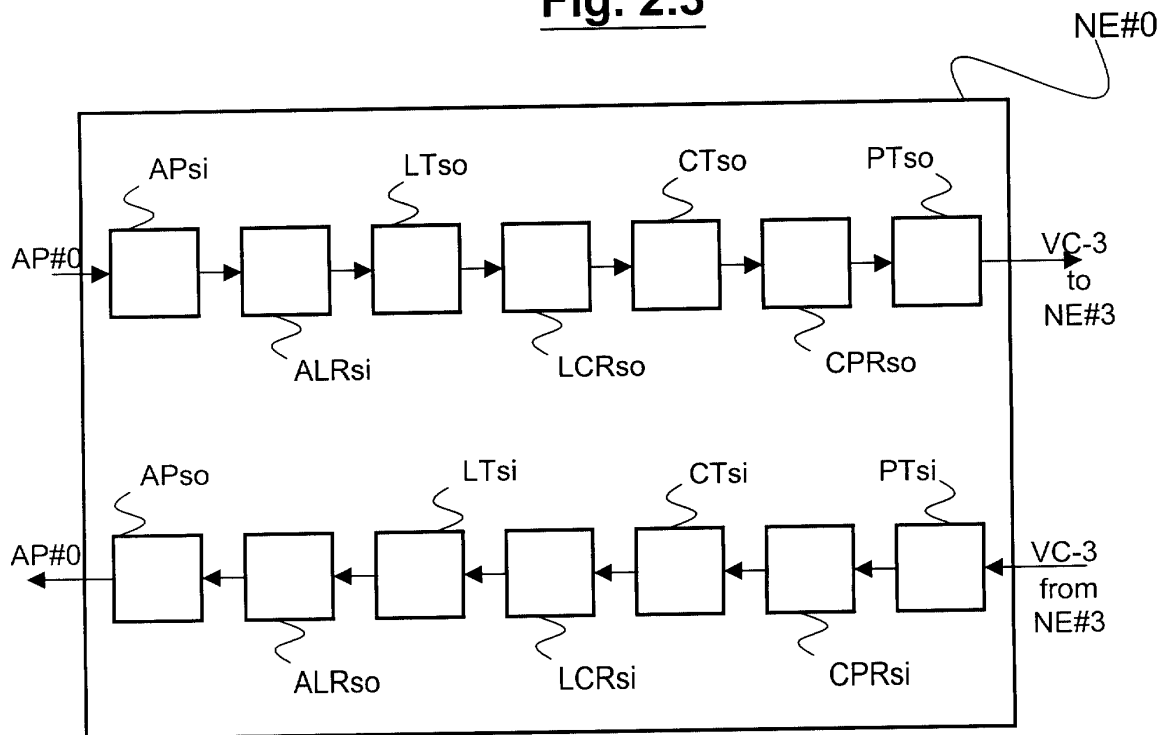 Fig. 2.3
NE#0
APsi
LTso
CTso
PTso
AP#0
VC-3
to
NE#3
ALRsi
LCRso
CPRso
APso
LTsi
CTsi
PTsi
AP#0
VC-3
from
NE#3
ALRso
LCRsi
CPRsi